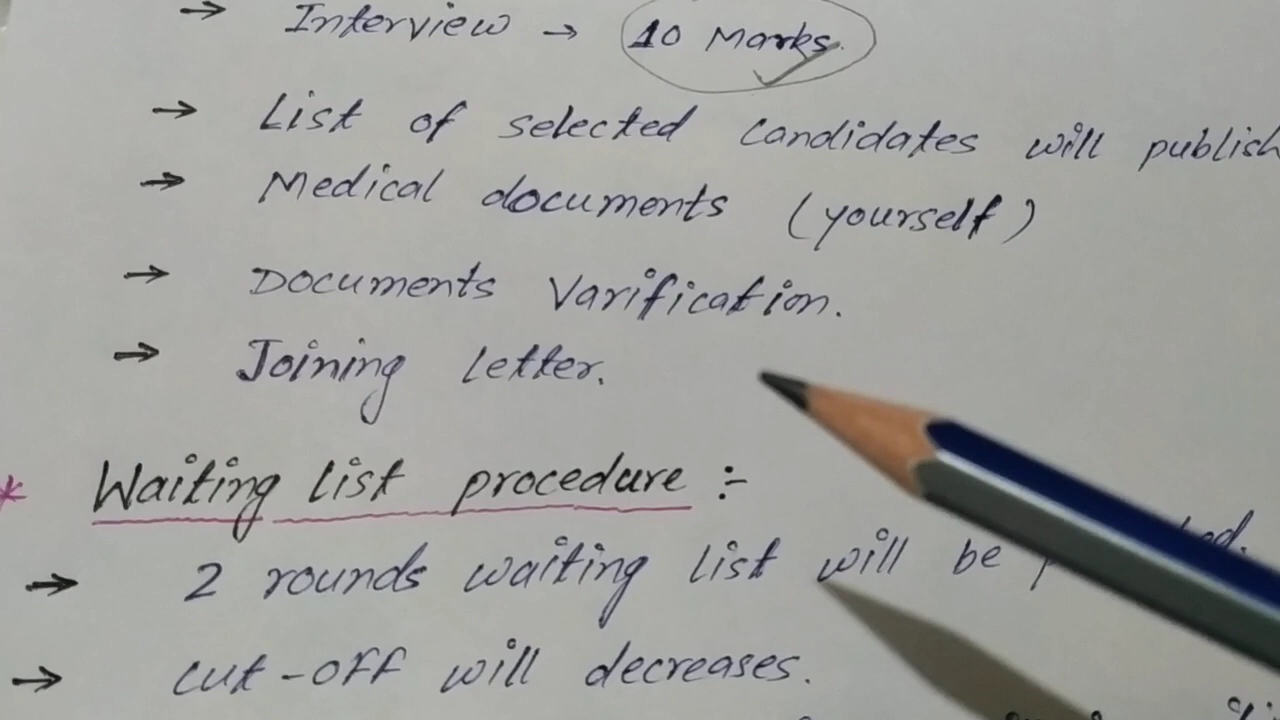 → Interview → 10 Marks.
→ List of selected candidates will publish
→ Medical documents (yourself)
→ Documents Varification.
→ Joining letter.
* Waiting list procedure :-
→ 2 rounds waiting list will be
→ cut-off will decreases.